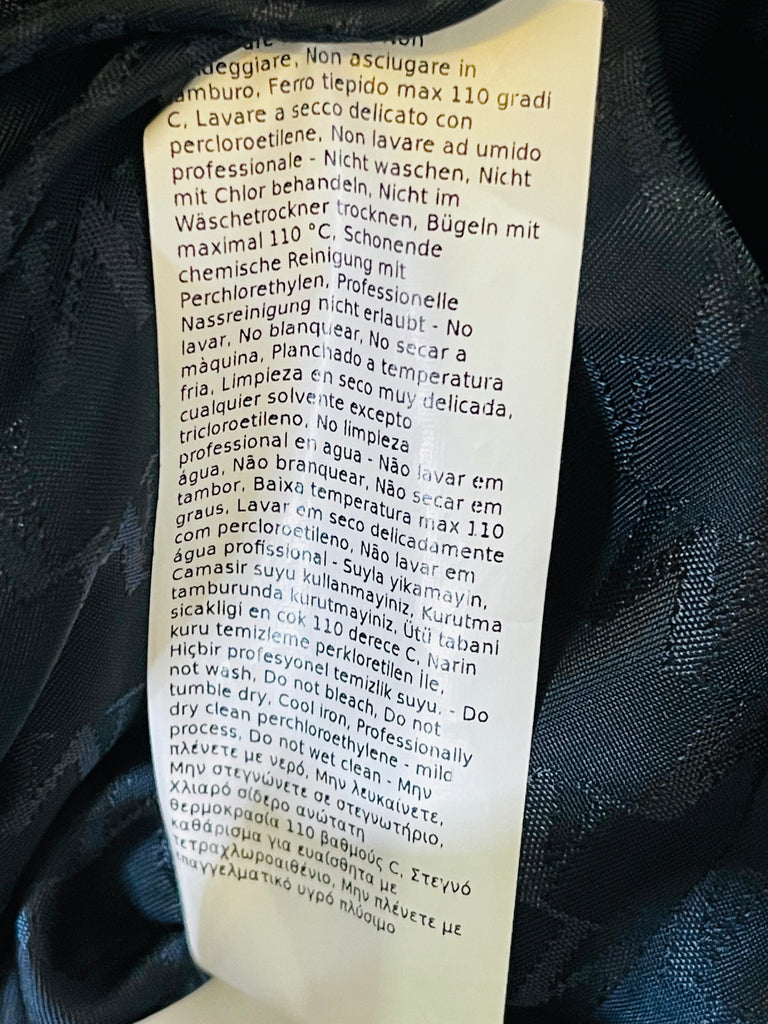 deggiare, Non asciugare in
amburo, Ferro tiepido max 110 gradi
C, Lavare a secco delicato con
percloroetilene, Non lavare ad umido
professionale - Nicht waschen, Nicht
mit Chlor behandeln, Nicht im
Wäschetrockner trocknen, Bügeln mit
maximal 110 °C, Schonende
chemische Reinigung mit
Perchlorethylen, Professionelle
Nassreinigung nicht erlaubt - No
lavar, No blanquear, No secar a
màquina, Planchado a temperatura
fria, Limpieza en seco muy delicada,
cualquier solvente excepto
tricloroetileno, No limpieza
professional en agua - Não lavar em
água, Não branquear, Não secar em
tambor, Baixa temperatura max 110
graus, Lavar em seco delicadamente
com percloroetileno, Não lavar em
água profissional - Suyla yikamayin,
Camasir suyu kullanmayiniz, Kurutma
tamburunda kurutmayiniz, Ütü tabani
sicakligí en cok 110 derece C, Narin
kuru temizleme perkloretilen İle,
Hiçbir profesyonel temizlik suyu. - Do
not wash, Do not bleach, Do not
tumble dry, Cool iron, Professionally
dry clean perchloroethylene - mild
process, Do not wet clean - Μην
πλένετε με νερό, Μην λευκαίνετε,
Μην στεγνώνετε σε στεγνωτήριο,
Χλιαρό σίδερο ανώτατη
θερμοκρασία 110 βαθμούς C, Στεγνό
καθάρισμα για ευαίσθητα με
τετραχλωροαιθένιο, Μην πλένετε με
επαγγελματικό υγρό πλύσιμο